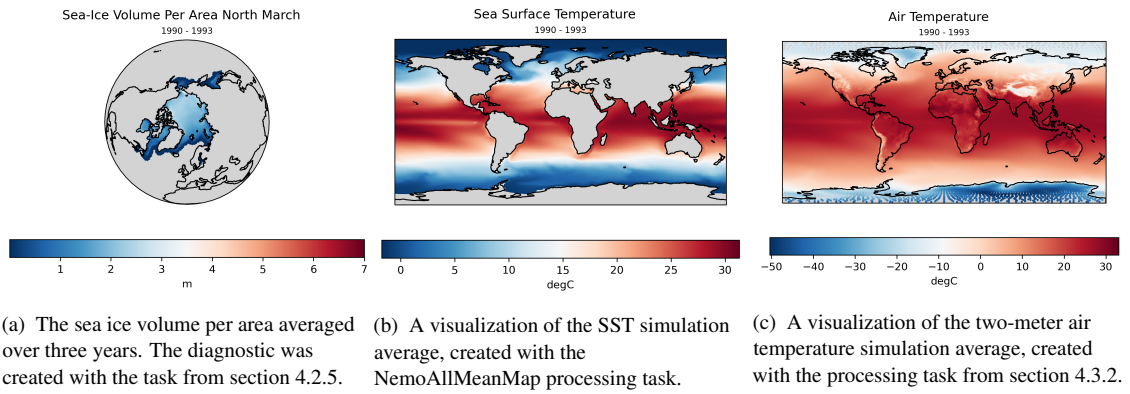 Sea-Ice Volume Per Area North March
1990 - 1993
1 2 3 4 5 6 7
m
(a) The sea ice volume per area averaged
over three years. The diagnostic was
created with the task from section 4.2.5.
Sea Surface Temperature
1990 - 1993
0 5 10 15 20 25 30
degC
(b) A visualization of the SST simulation
average, created with the
NemoAllMeanMap processing task.
Air Temperature
1990 - 1993
−50 −40 −30 −20 −10 0 10 20 30
degC
(c) A visualization of the two-meter air
temperature simulation average, created
with the processing task from section 4.3.2.